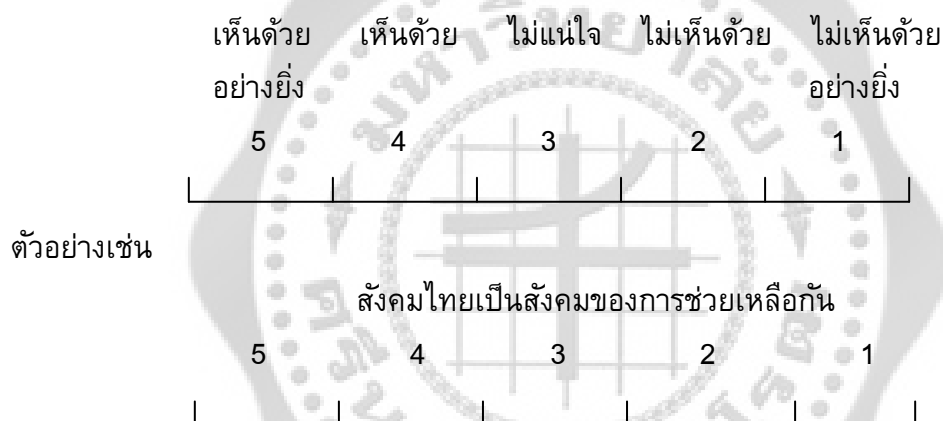 เห็นด้วย เห็นด้วย ไม่แน่ใจ ไม่เห็นด้วย ไม่เห็นด้วย
อย่างยิ่ง อย่างยิ่ง
5 4 3 2 1
ตัวอย่างเช่น
สังคมไทยเป็นสังคมของการช่วยเหลือกัน
5 4 3 2 1